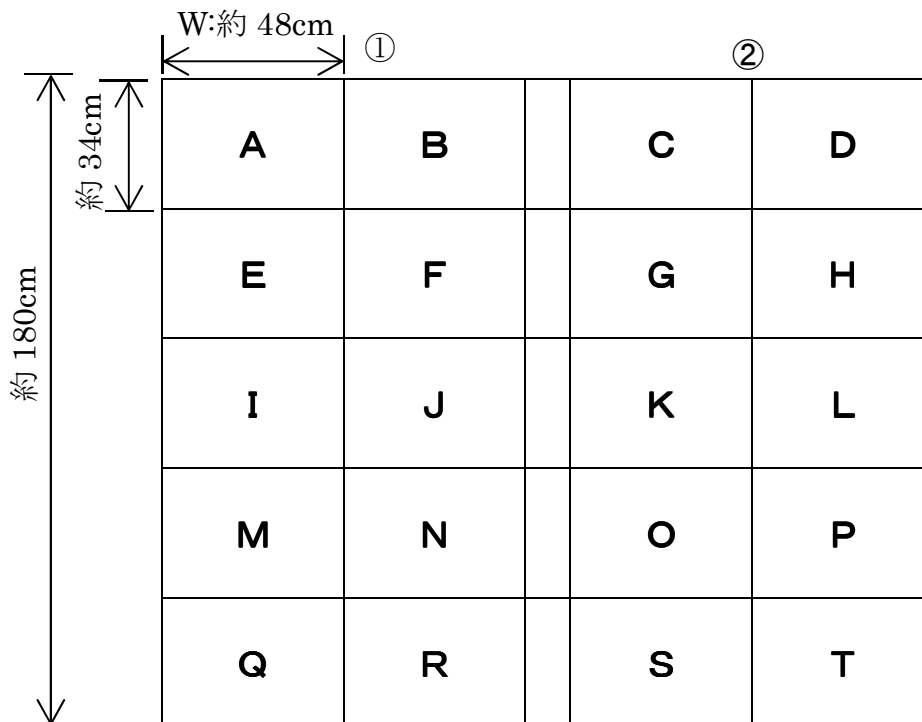 W:約 48cm
① ②
約 34cm
約 180cm
A B C D
E F G H
I J K L
M N O P
Q R S T